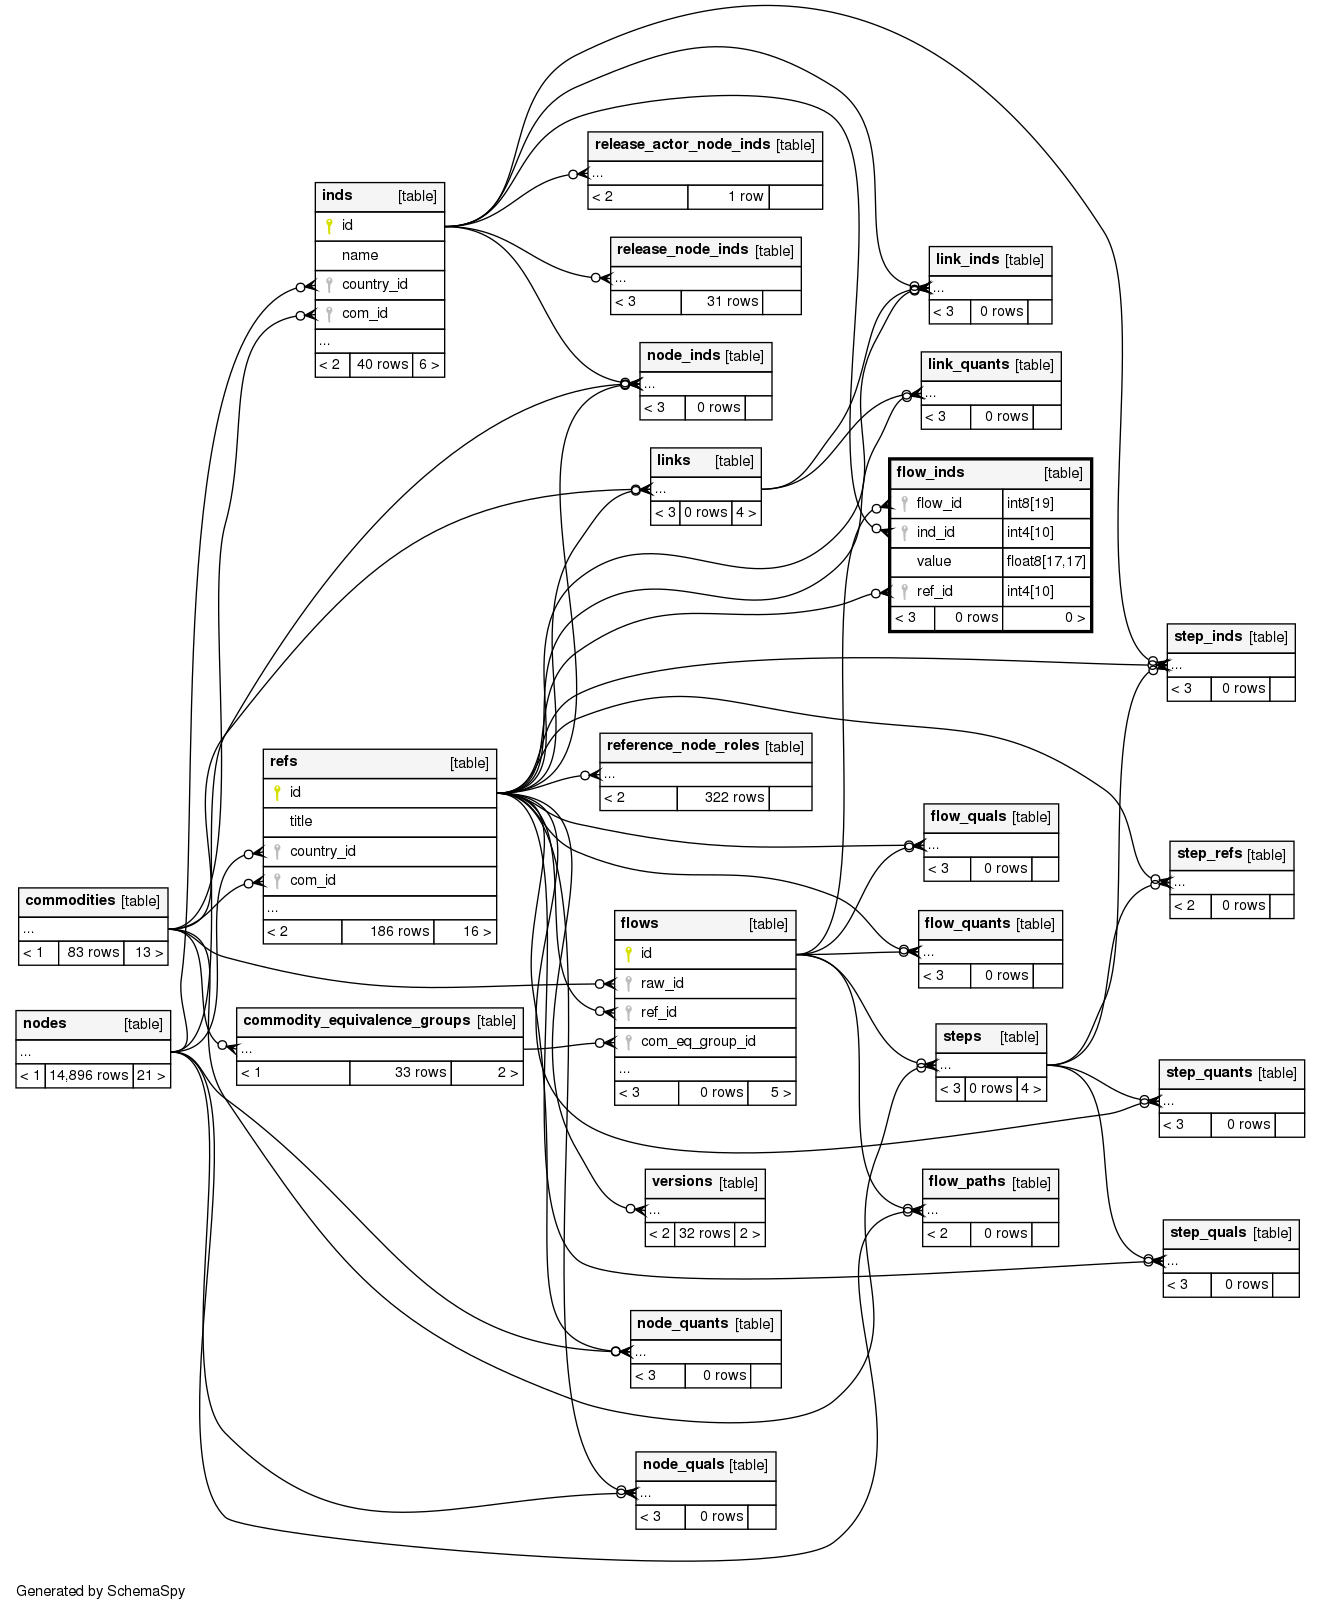 release_actor_node_inds [table]
...
< 2 1 row
inds [table]
id
name
country_id
com_id
...
< 2 40 rows 6 >
release_node_inds [table]
...
< 3 31 rows
link_inds [table]
...
< 3 0 rows
node_inds [table]
...
< 3 0 rows
link_quants [table]
...
< 3 0 rows
links [table]
...
< 3 0 rows 4 >
flow_inds [table]
flow_id int8[19]
ind_id int4[10]
value float8[17,17]
ref_id int4[10]
< 3 0 rows 0 >
step_inds [table]
...
< 3 0 rows
refs [table]
id
title
country_id
com_id
...
< 2 186 rows 16 >
reference_node_roles [table]
...
< 2 322 rows
flow_quals [table]
...
< 3 0 rows
step_refs [table]
...
< 2 0 rows
commodities [table]
...
< 1 83 rows 13 >
flows [table]
id
raw_id
ref_id
com_eq_group_id
...
< 3 0 rows 5 >
flow_quants [table]
...
< 3 0 rows
nodes [table]
...
< 1 14,896 rows 21 >
commodity_equivalence_groups [table]
...
< 1 33 rows 2 >
steps [table]
...
< 3 0 rows 4 >
step_quants [table]
...
< 3 0 rows
versions [table]
...
< 2 32 rows 2 >
flow_paths [table]
...
< 2 0 rows
step_quals [table]
...
< 3 0 rows
node_quants [table]
...
< 3 0 rows
node_quals [table]
...
< 3 0 rows
Generated by SchemaSpy